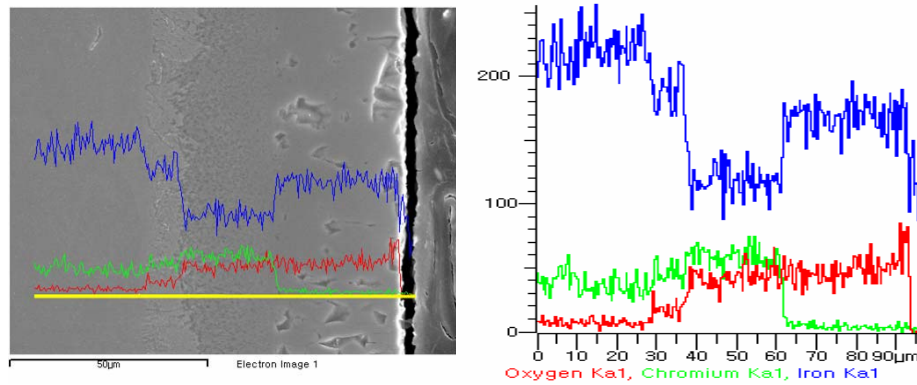 50µm
Electron Image 1
200
100
0
0 10 20 30 40 50 60 70 80 90µm
Oxygen Ka1, Chromium Ka1, Iron Ka1